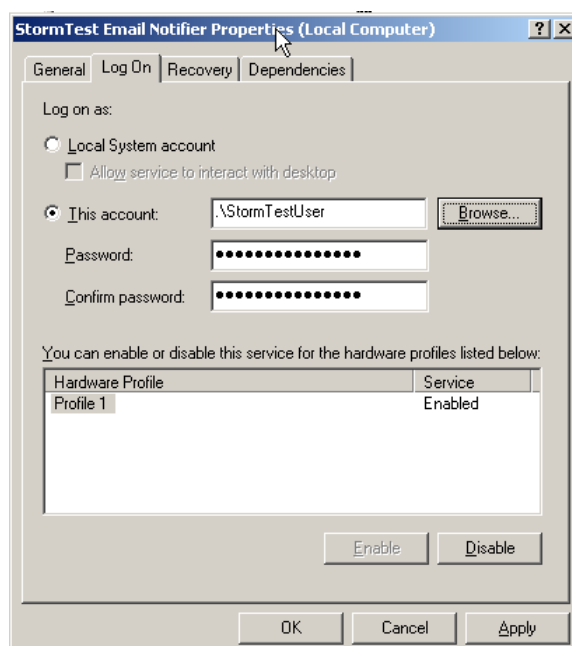 StormTest Email Notifier Properties (Local Computer)
General Log On Recovery Dependencies
Log on as:
Local System account
Allow service to interact with desktop
This account: .\StormTestUser Browse...
Password: ●●●●●●●●●●●●●●●
Confirm password: ●●●●●●●●●●●●●●●
You can enable or disable this service for the hardware profiles listed below:
Hardware Profile Service
Profile 1 Enabled
Enable Disable
OK Cancel Apply